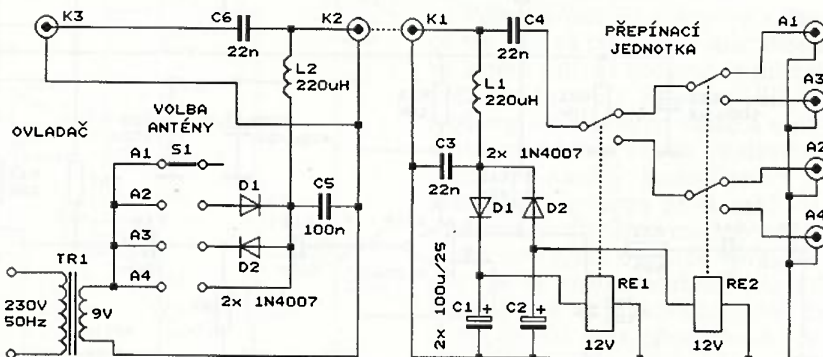 K3
C6
22n
K2
K1
C4
22n
L2
220uH
L1
220uH
PŘEPÍNACÍ
JEDNOTKA
A1
A3
A2
A4
OVLADAČ
VOLBA
ANTÉNY
A1
S1
A2
A3
A4
D1
D2
2x 1N4007
C5
100n
TR1
230V
50Hz
9V
C3
22n
2x 1N4007
D1
D2
2x 100u/25
C1
+
C2
+
RE1
12V
RE2
12V